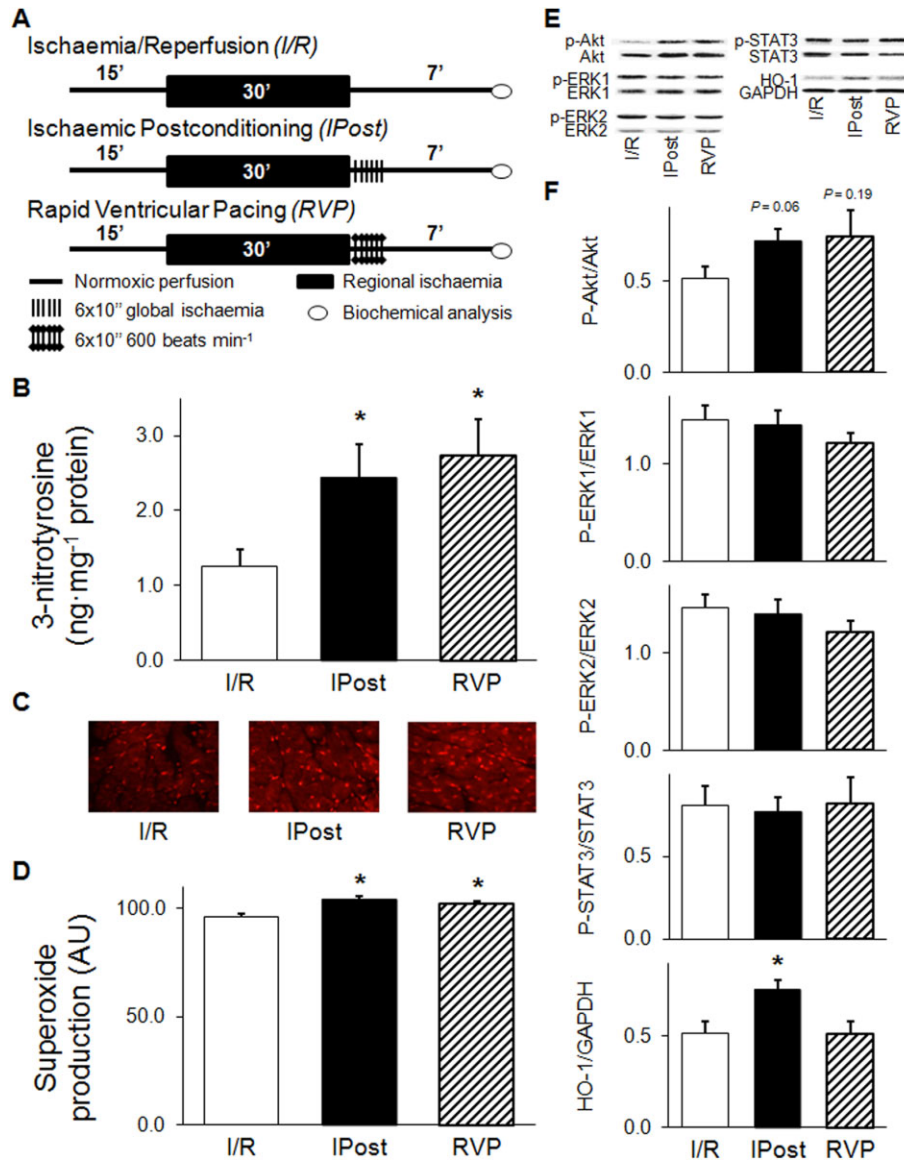 A
Ischaemia/Reperfusion (I/R)
15’ 30’ 7’
Ischaemic Postconditioning (IPost)
15’ 30’ 7’
Rapid Ventricular Pacing (RVP)
15’ 30’ 7’
Normoxic perfusion
Regional ischaemia
6x10” global ischaemia
Biochemical analysis
6x10” 600 beats min⁻¹
B
3-nitrotyrosine
(ng·mg⁻¹ protein)
3.0
2.0
1.0
0.0
* *
I/R IPost RVP
C
I/R IPost RVP
D
Superoxide
production (AU)
100.0
50.0
0.0
* *
I/R IPost RVP
E
p-Akt
Akt
p-ERK1
ERK1
p-ERK2
ERK2
I/R IPost RVP
p-STAT3
STAT3
HO-1
GAPDH
I/R IPost RVP
F
P-Akt/Akt
P = 0.06 P = 0.19
0.5
0.0
P-ERK1/ERK1
1.0
0.0
P-ERK2/ERK2
1.0
0.0
P-STAT3/STAT3
0.5
0.0
HO-1/GAPDH
*
0.5
0.0
I/R IPost RVP